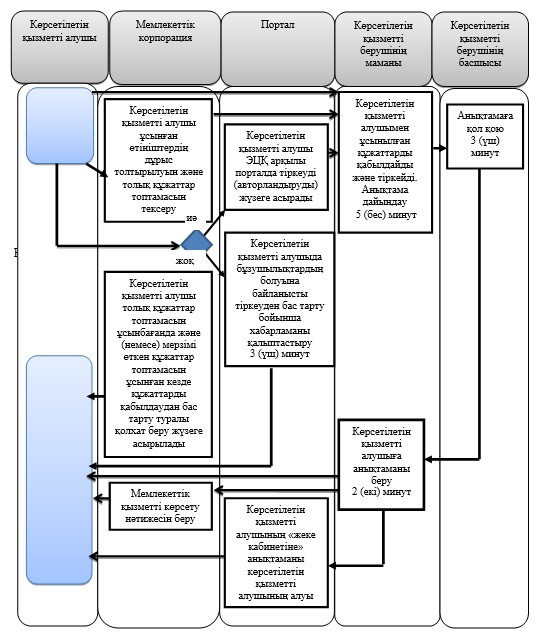 Көрсетілетін
қызметті алушы
Мемлекеттік
корпорация
Портал
Көрсетілетін
қызметті
берушінің
маманы
Көрсетілетін
қызметті
берушінің
басшысы
Көрсетілетін
қызметті алушы
ұсынған
өтініштердің
дұрыс
толтырылуын және
толық құжаттар
топтамасын
тексеру
Көрсетілетін
қызметті алушы
ЭЦҚ арқылы
порталда тіркеуді
(авторландыруды)
жүзеге асырады
Көрсетілетін
қызметті
алушымен
ұсынылған
құжаттарды
қабылдайды
және тіркейді.
Анықтама
дайындау
5 (бес) минут
Анықтамаға
қол қою
3 (үш)
минут
ие
жоқ
Көрсетілетін
қызметті алушыда
бұзушылықтардың
болуына
байланысты
тіркеуден бас тарту
бойынша
хабарламаны
қалыптастыру
3 (үш) минут
Көрсетілетін
қызметті алушы
толық құжаттар
топтамасын
ұсынбағанда және
(немесе) мерзімі
өткен құжаттар
топтамасын
ұсынған кезде
құжаттарды
қабылдаудан бас
тарту туралы
қолхат беру жүзеге
асырылады
Көрсетілетін
қызметті
алушыға
анықтаманы
беру
2 (екі) минут
Мемлекеттік
қызметті көрсету
нәтижесін беру
Көрсетілетін
қызметті
алушының «жеке
кабинетіне»
анықтаманы
көрсетілетін
қызметті
алушының алуы